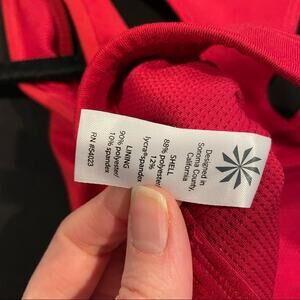 Designed in
Sonoma County,
California
SHELL
88% polyester
12%
lycra®spandex
LINING
90% polyester
10% spandex
RN #54023